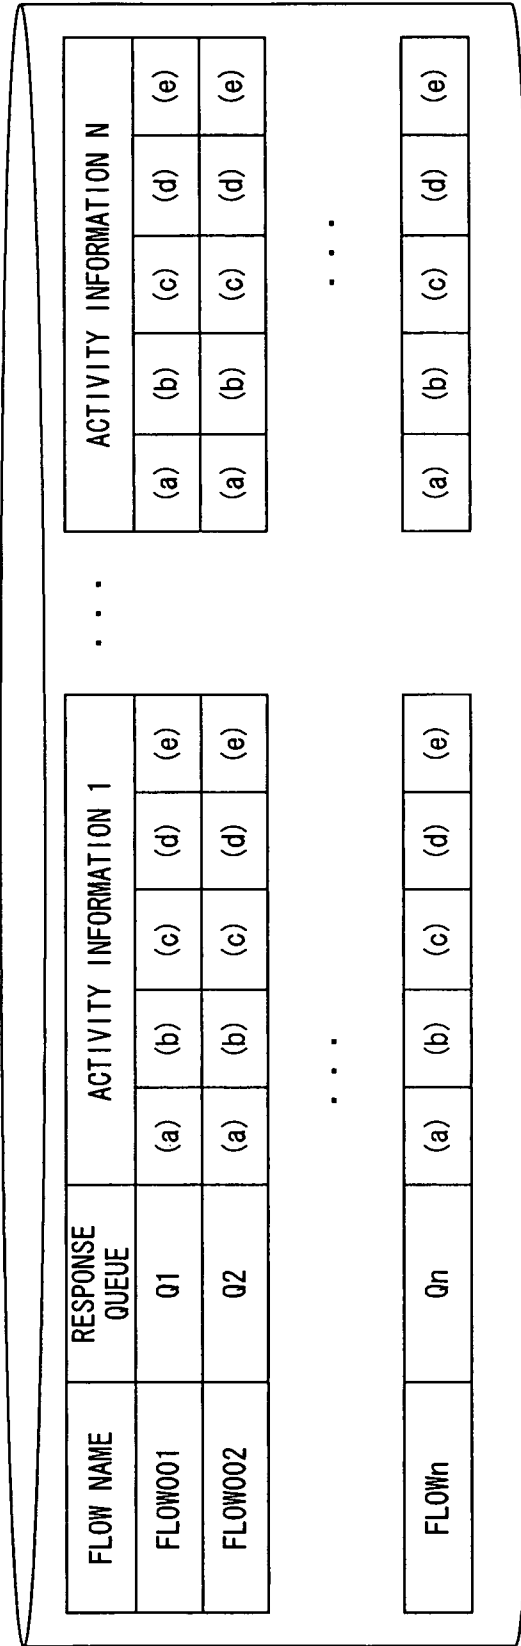 FLOW NAME RESPONSE QUEUE ACTIVITY INFORMATION 1 ... ACTIVITY INFORMATION N
FLOW001 Q1 (a) (b) (c) (d) (e) (a) (b) (c) (d) (e)
FLOW002 Q2 (a) (b) (c) (d) (e) (a) (b) (c) (d) (e)
... ...
FLOWn Qn (a) (b) (c) (d) (e) (a) (b) (c) (d) (e)